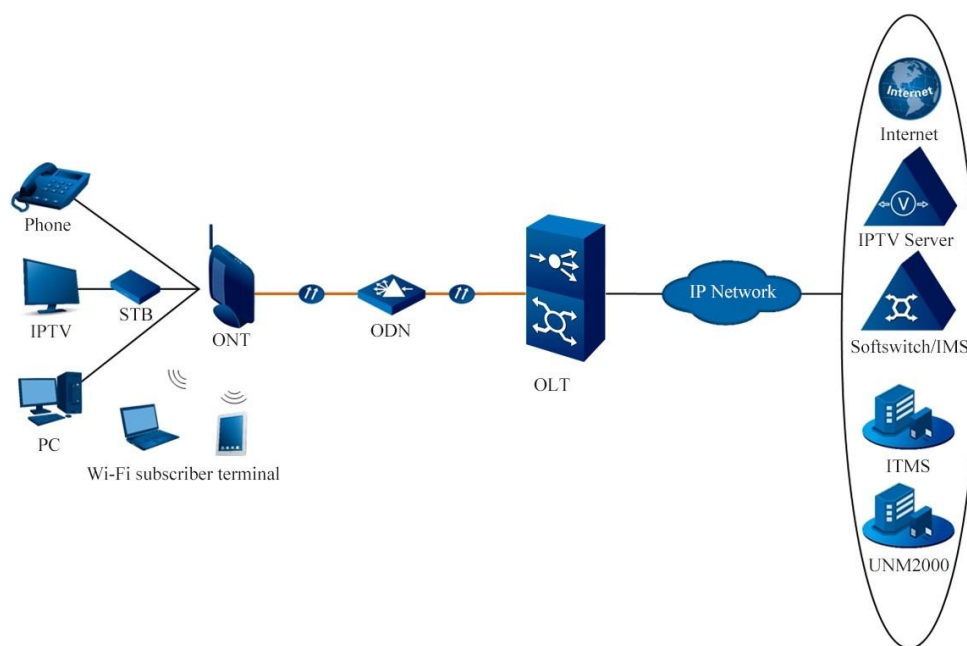 Phone
IPTV
STB
PC
Wi-Fi subscriber terminal
ONT
ODN
OLT
IP Network
Internet
Internet
V
IPTV Server
Softswitch/IMS
ITMS
UNM2000